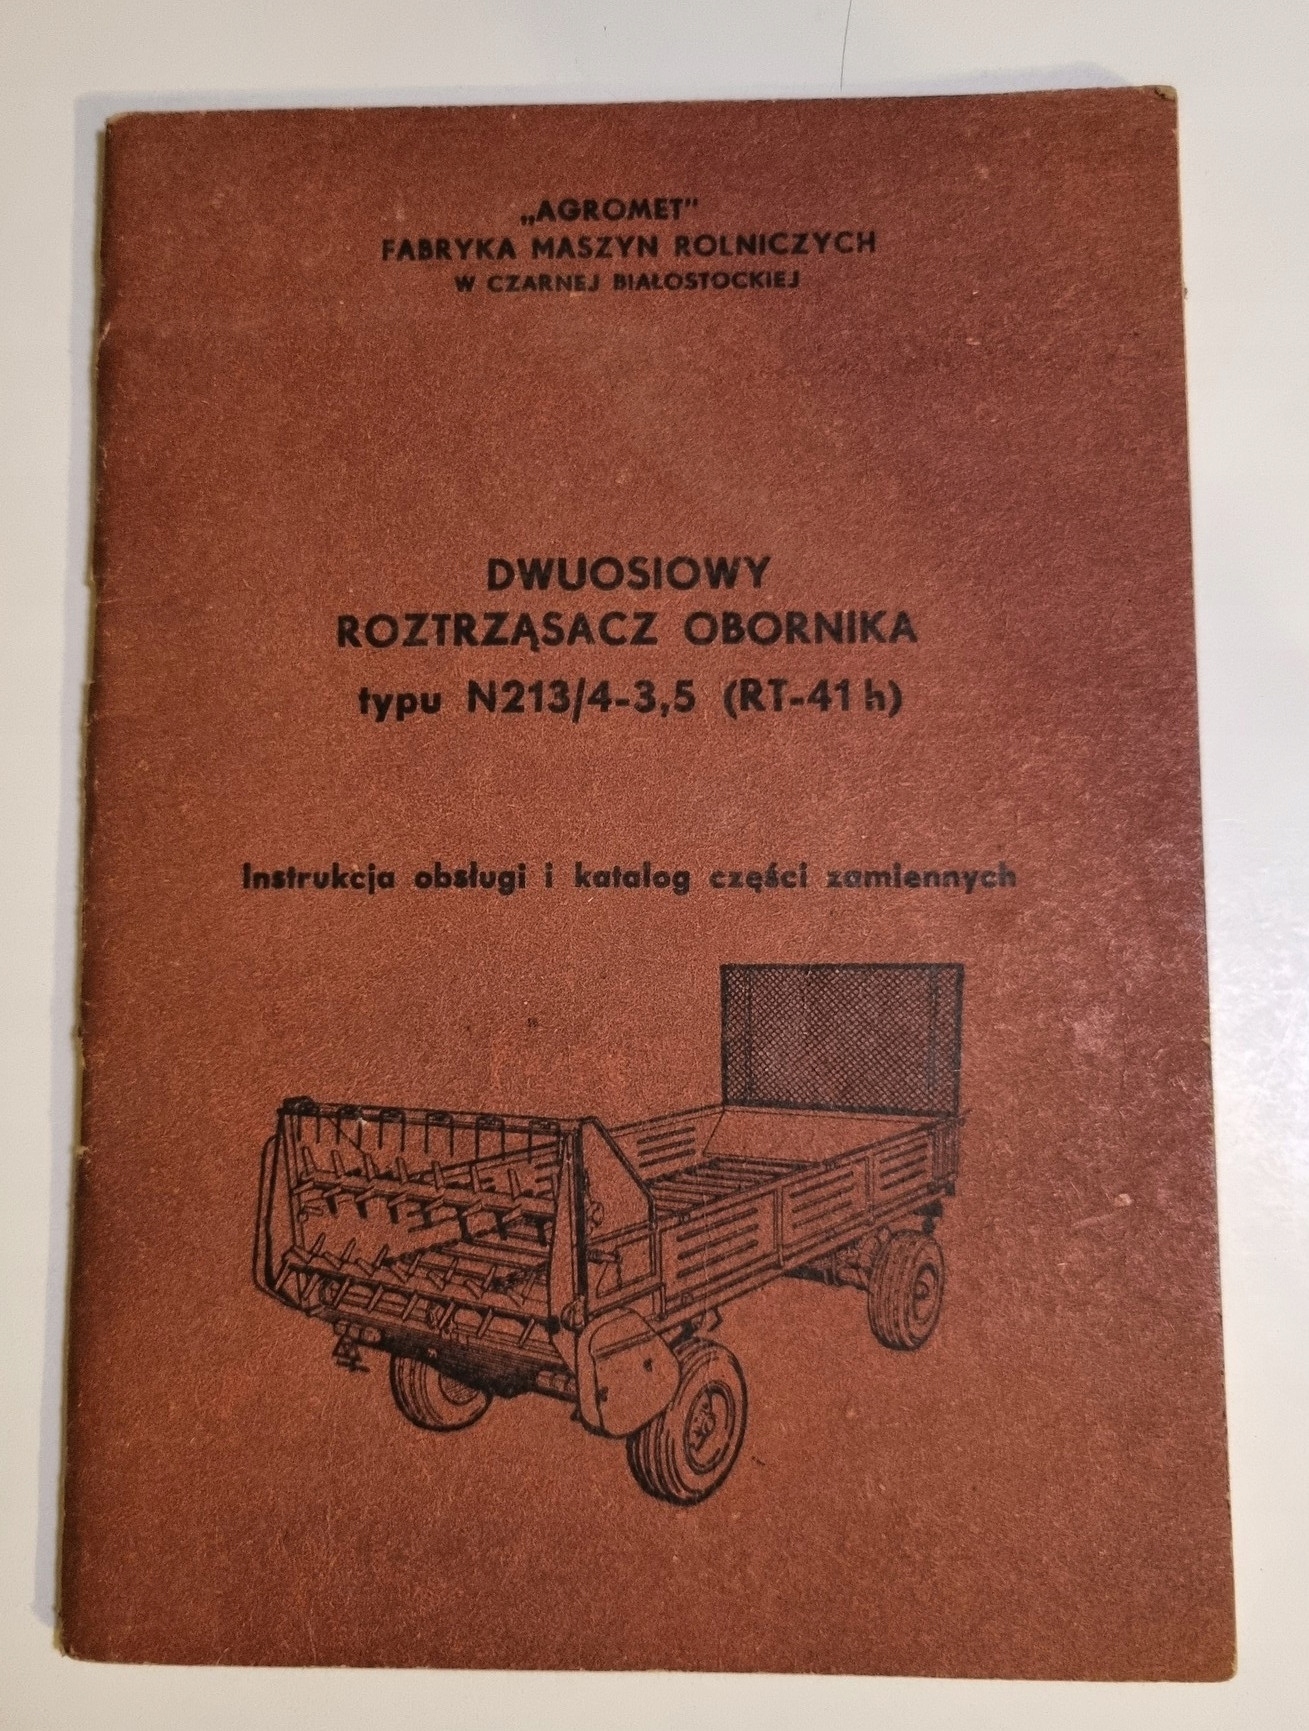 „AGROMET"
FABRYKA MASZYN ROLNICZYCH
W CZARNEJ BIAŁOSTOCKIEJ
DWUOSIOWY
ROZTRZĄSACZ OBORNIKA
typu N213/4-3,5 (RT-41 h)
Instrukcja obsługi i katalog części zamiennych